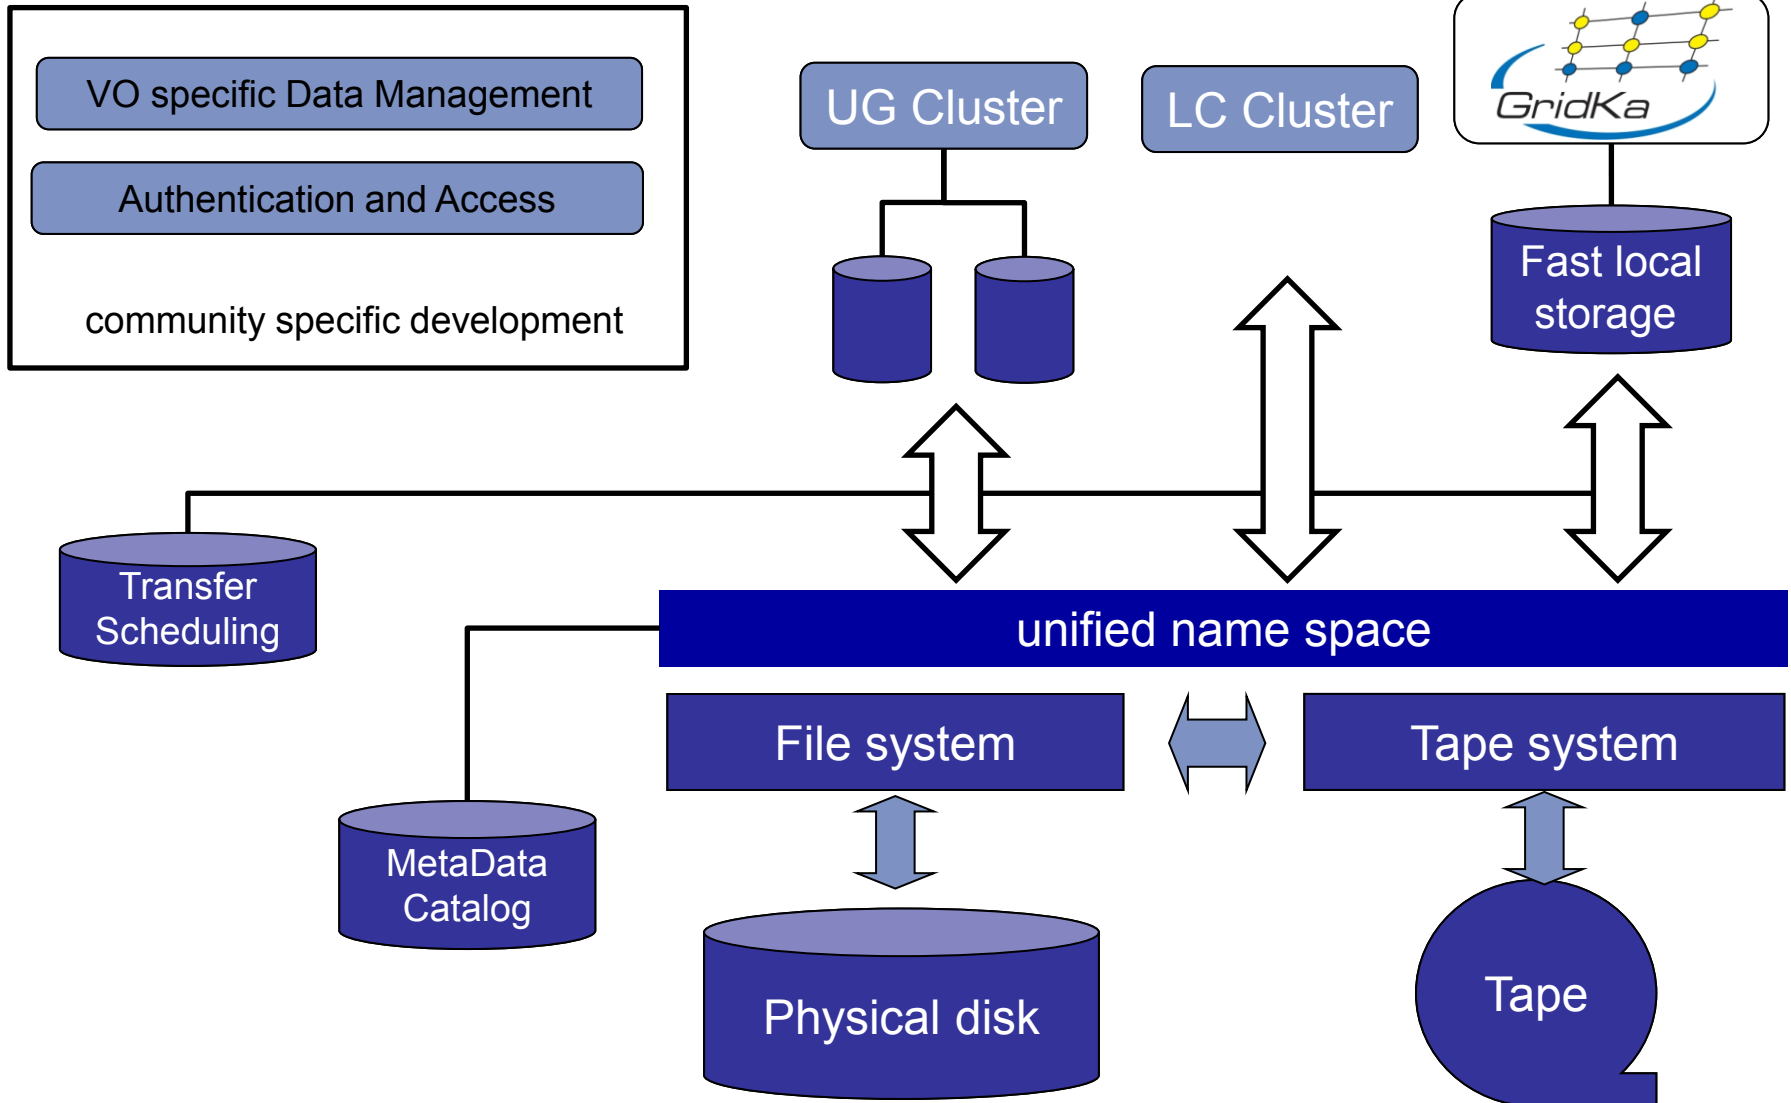 VO specific Data Management
Authentication and Access
community specific development
UG Cluster
LC Cluster
GridKa
Fast local
storage
Transfer
Scheduling
unified name space
File system
Tape system
MetaData
Catalog
Physical disk
Tape